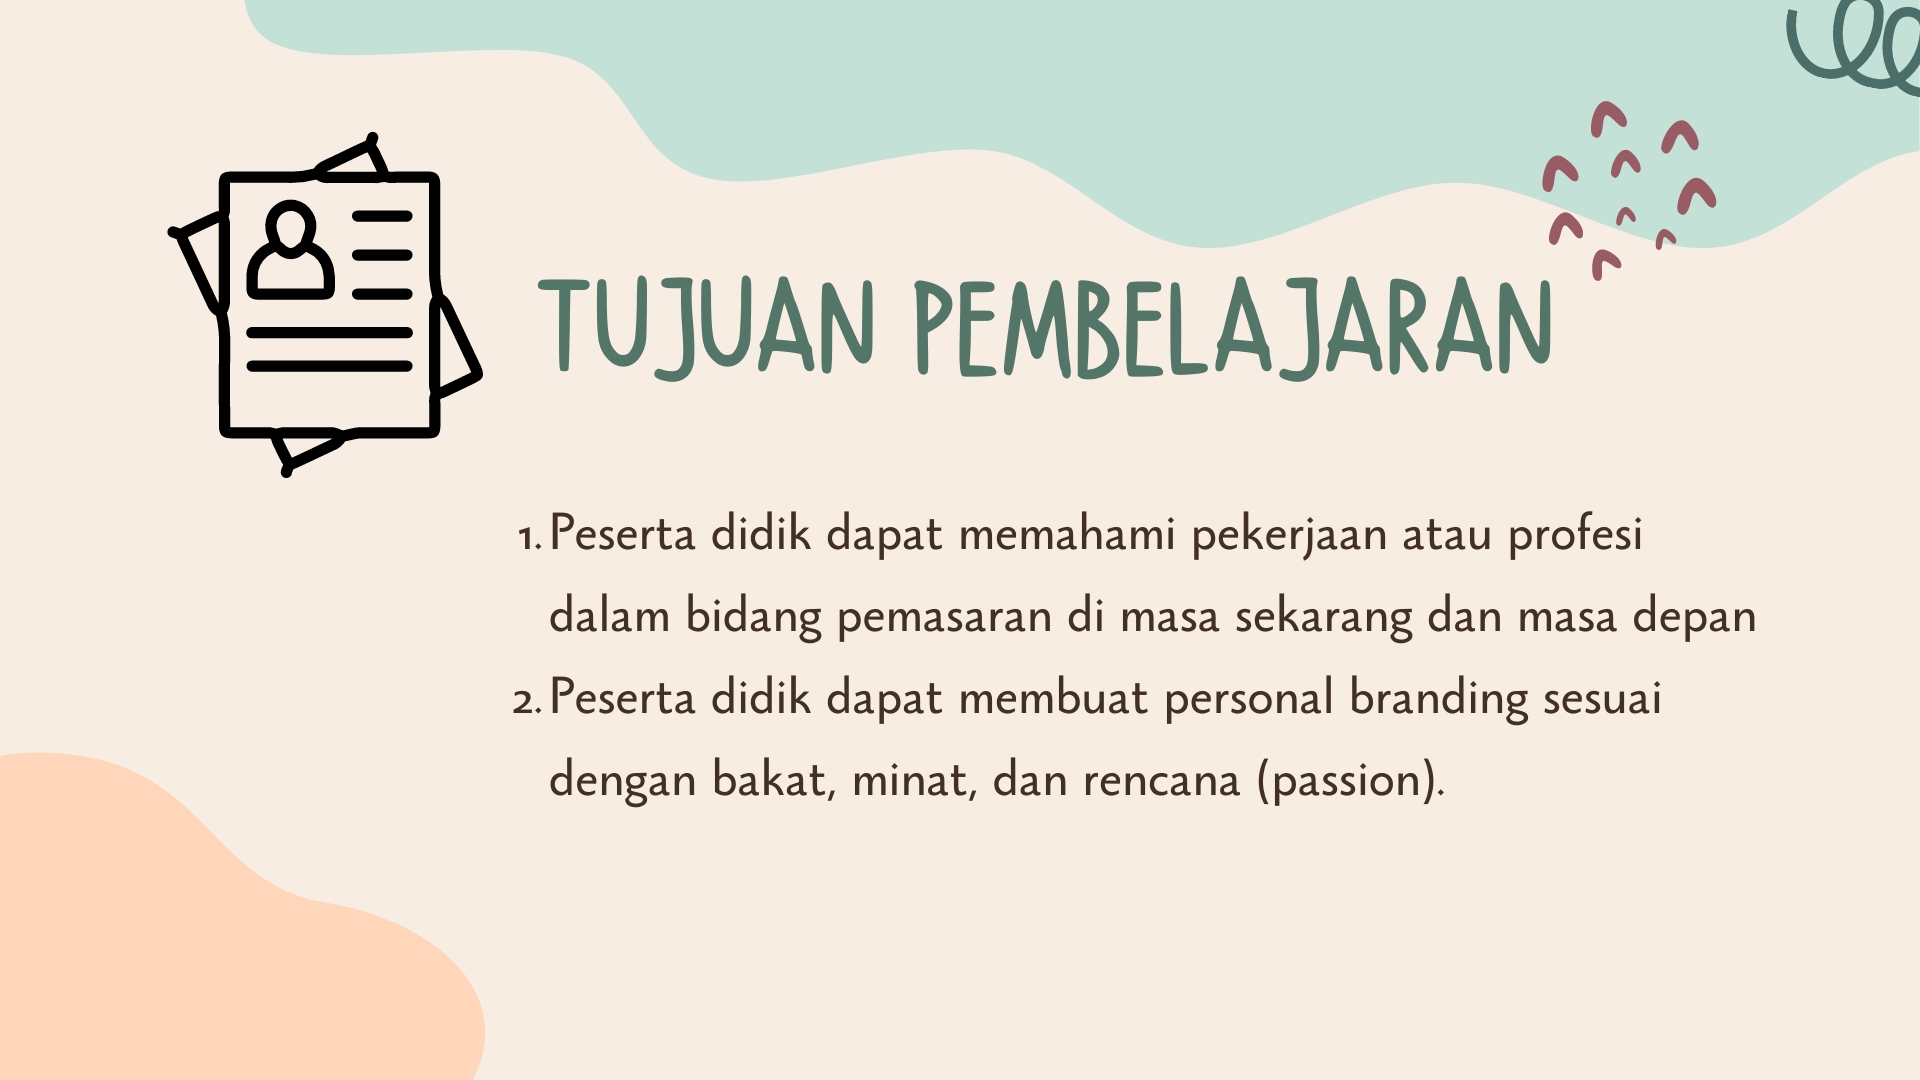 TUJUAN PEMBELAJARAN
1. Peserta didik dapat memahami pekerjaan atau profesi
dalam bidang pemasaran di masa sekarang dan masa depan
2. Peserta didik dapat membuat personal branding sesuai
dengan bakat, minat, dan rencana (passion).